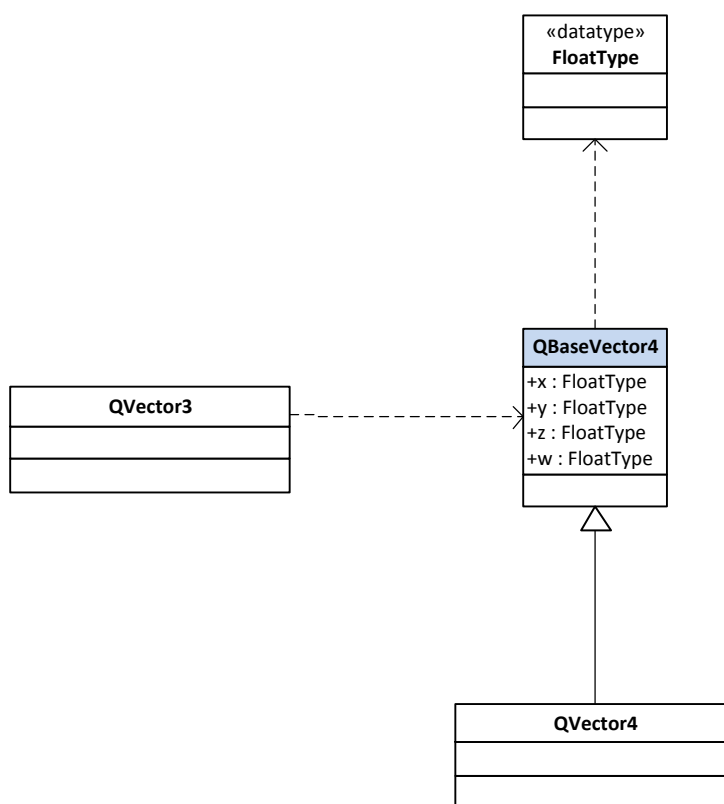 «datatype»
FloatType
QBaseVector4
+x : FloatType
+y : FloatType
+z : FloatType
+w : FloatType
QVector3
QVector4